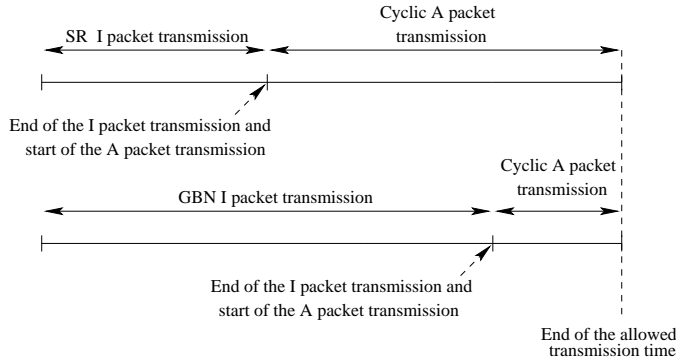 Cyclic A packet
transmission
SR I packet transmission
End of the I packet transmission and
start of the A packet transmission
Cyclic A packet
transmission
GBN I packet transmission
End of the I packet transmission and
start of the A packet transmission
End of the allowed
transmission time